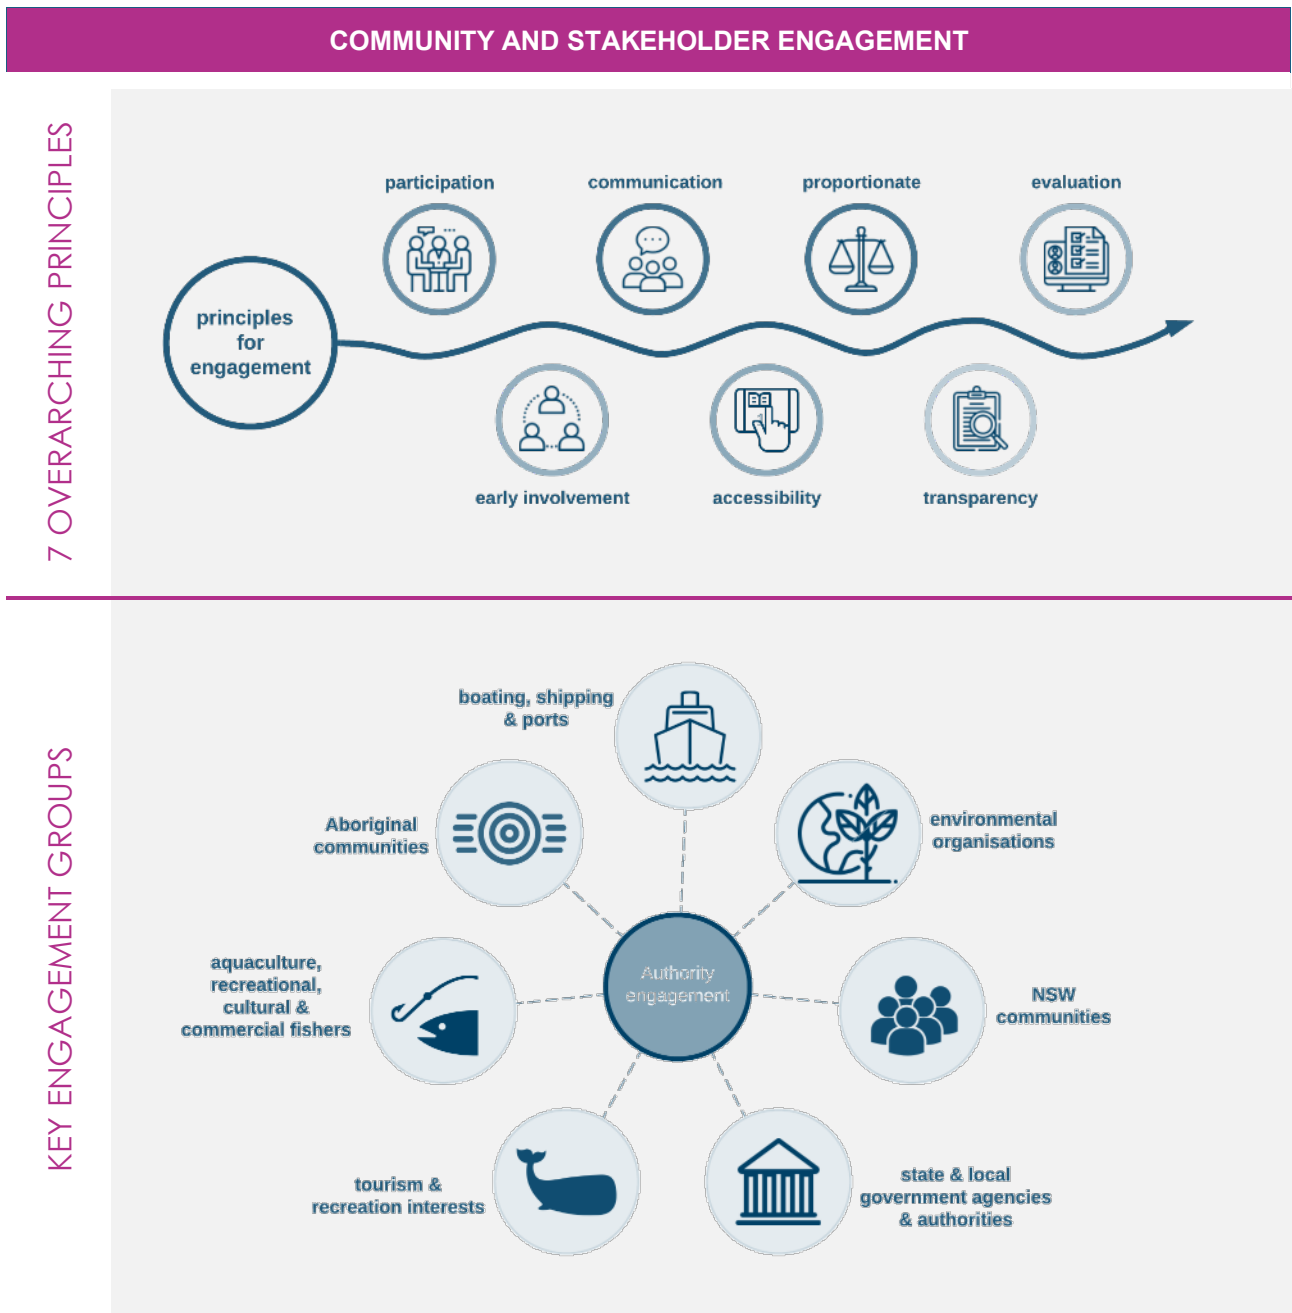 COMMUNITY AND STAKEHOLDER ENGAGEMENT
7 OVERARCHING PRINCIPLES
participation
communication
proportionate
evaluation
principles
for
engagement
early involvement
accessibility
transparency
KEY ENGAGEMENT GROUPS
boating, shipping
& ports
Aboriginal
communities
environmental
organisations
aquaculture,
recreational,
cultural &
commercial fishers
Authority
engagement
NSW
communities
tourism &
recreation interests
state & local
government agencies
& authorities